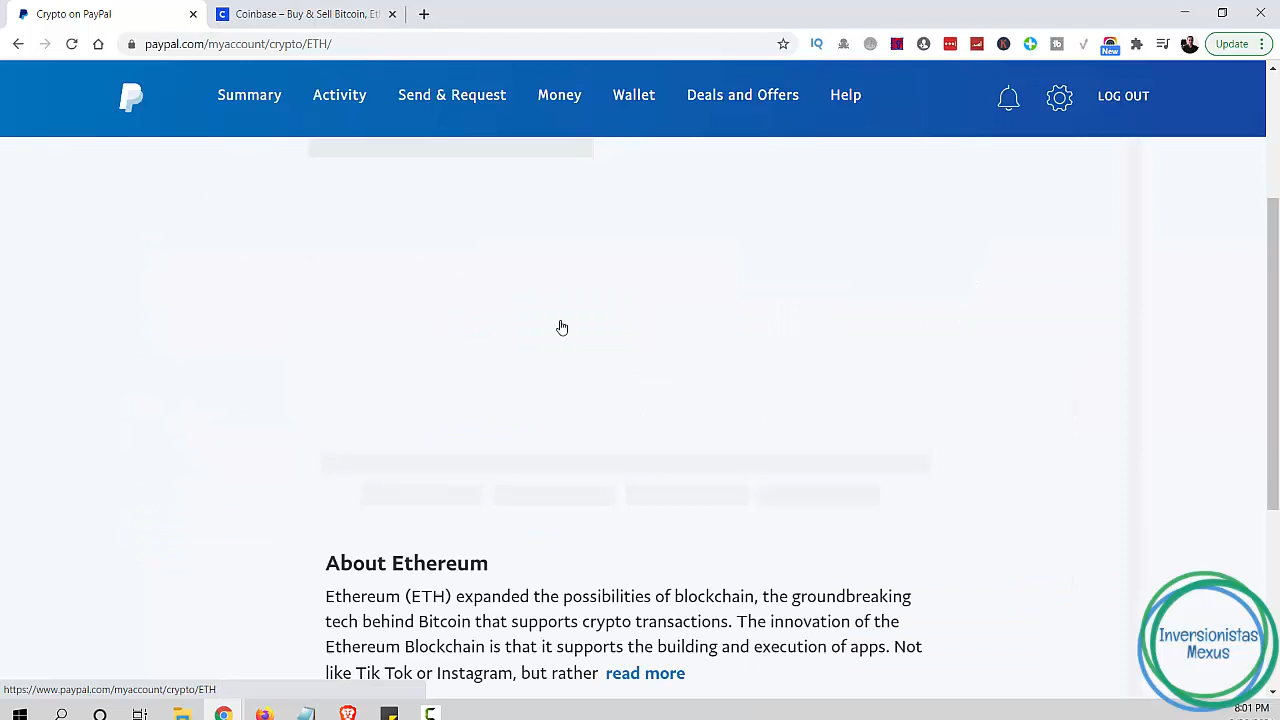 Crypto on PayPal
Coinbase – Buy & Sell Bitcoin, Et
paypal.com/myaccount/crypto/ETH/
IQ
New
Update
Summary
Activity
Send & Request
Money
Wallet
Deals and Offers
Help
LOG OUT
About Ethereum
Ethereum (ETH) expanded the possibilities of blockchain, the groundbreaking
tech behind Bitcoin that supports crypto transactions. The innovation of the
Ethereum Blockchain is that it supports the building and execution of apps. Not
like Tik Tok or Instagram, but rather read more
Inversionistas
Mexus
https://www.paypal.com/myaccount/crypto/ETH
8:01 PM